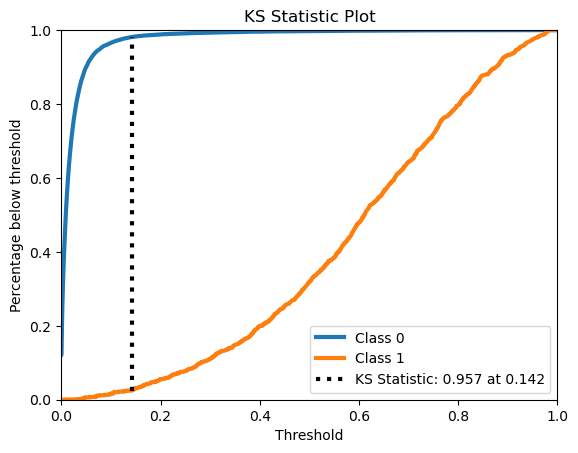 KS Statistic Plot
1.0
0.8
0.6
0.4
0.2
0.0
Percentage below threshold
Class 0
Class 1
KS Statistic: 0.957 at 0.142
0.0 0.2 0.4 0.6 0.8 1.0
Threshold